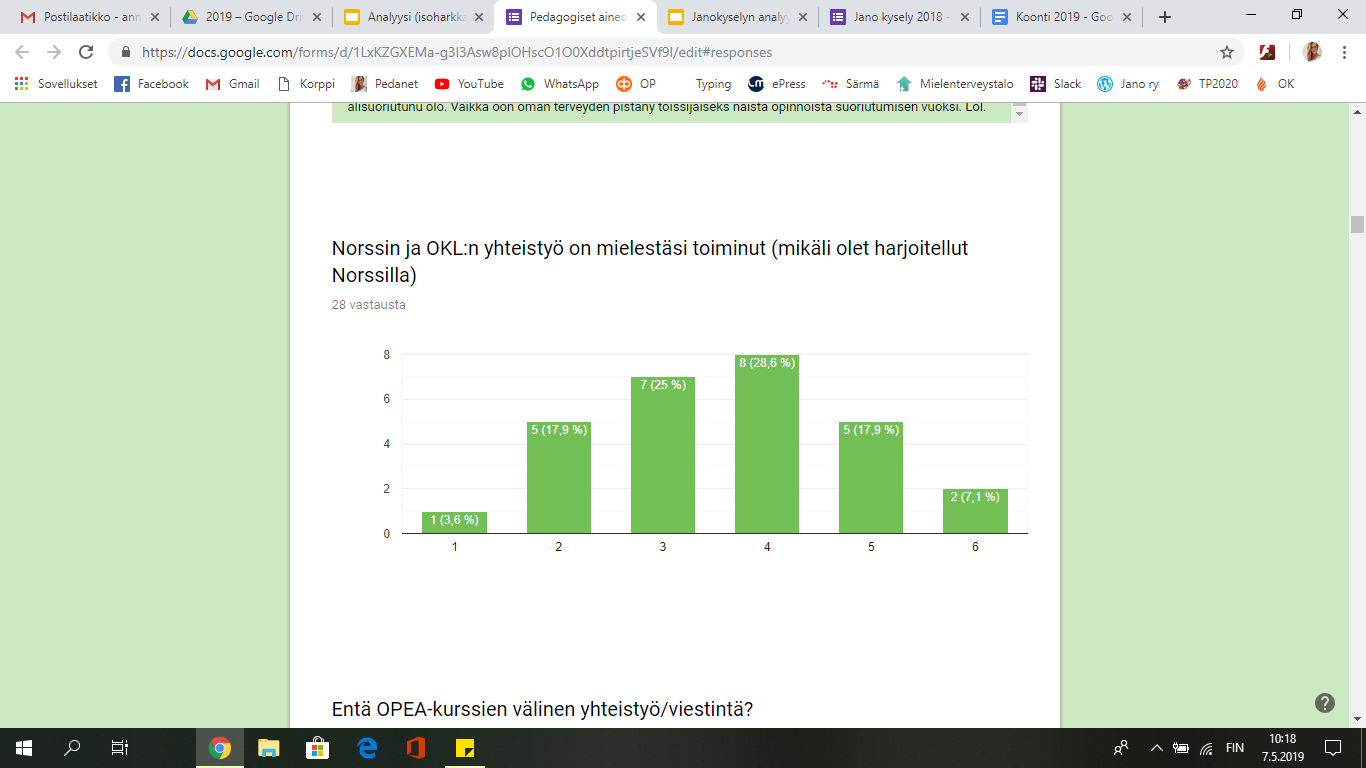 Postilaatikko - ann
2019 – Google Dri
Analyysi (isoharkka
Pedagogiset aineo
Janokyselyn analyy
Jano kysely 2018 -
Koonti 2019 - Goo
https://docs.google.com/forms/d/1LxKZGXEMa-g3I3Asw8pIOHscO1O0XddtpirtjeSVf9I/edit#responses
Sovellukset
Facebook
Gmail
Korppi
Pedanet
YouTube
WhatsApp
OP
Typing
ePress
Särmä
Mielenterveystalo
Slack
Jano ry
TP2020
OK
alisuoriutunu olo. Vaikka oon oman terveyden pistäny toissijaiseks näistä opinnoista suoriutumisen vuoksi. Lol.
Norssin ja OKL:n yhteistyö on mielestäsi toiminut (mikäli olet harjoitellut
Norssilla)
28 vastausta
8
6
4
2
0
1 (3,6 %)
5 (17,9 %)
7 (25 %)
8 (28,6 %)
5 (17,9 %)
2 (7,1 %)
1
2
3
4
5
6
Entä OPEA-kurssien välinen yhteistyö/viestintä?
FIN
10:18
7.5.2019